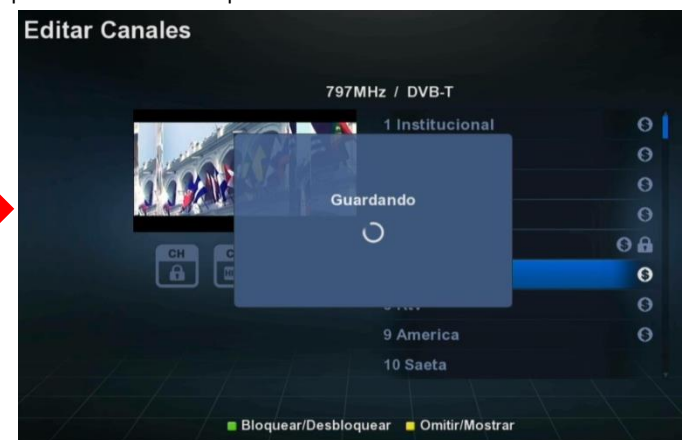 Editar Canales
797MHz / DVB-T
1 Institucional
Guardando
CH
9 America
10 Saeta
Bloquear/Desbloquear Omitir/Mostrar